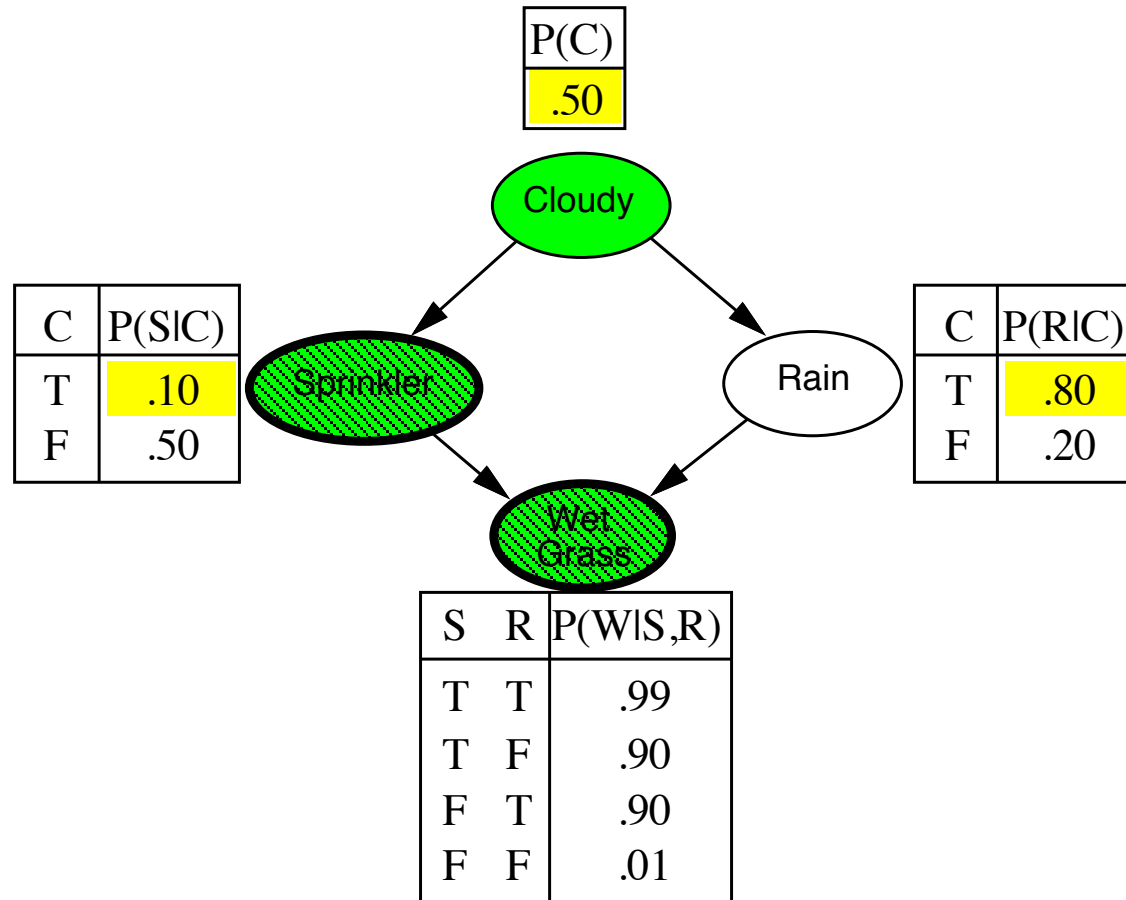 P(C)
.50
Cloudy
C P(S|C)
T .10
F .50
Sprinkler
Rain
C P(R|C)
T .80
F .20
Wet
Grass
S R P(W|S,R)
T T .99
T F .90
F T .90
F F .01